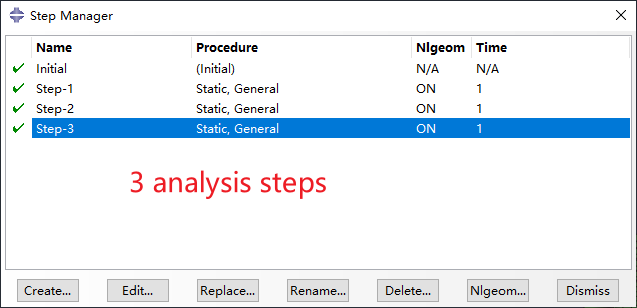 Step Manager
Name Procedure Nlgeom Time
Initial (Initial) N/A N/A
Step-1 Static, General ON 1
Step-2 Static, General ON 1
Step-3 Static, General ON 1
3 analysis steps
Create... Edit... Replace... Rename... Delete... Nlgeom... Dismiss